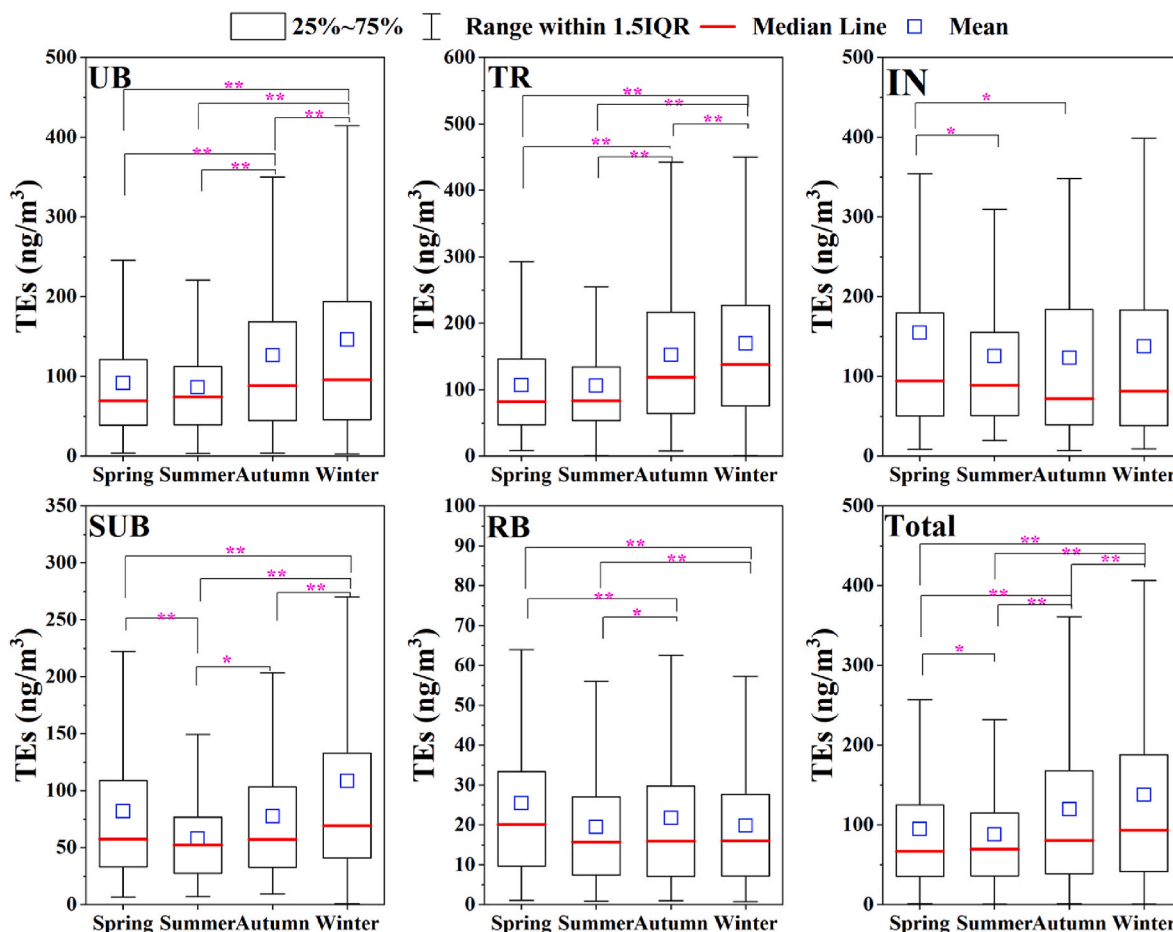 25%~75% Range within 1.5IQR Median Line Mean
UB
TEs (ng/m³)
500
400
300
200
100
0
** ** ** ** **
Spring Summer Autumn Winter
TR
TEs (ng/m³)
600
500
400
300
200
100
0
** ** ** ** **
Spring Summer Autumn Winter
IN
TEs (ng/m³)
500
400
300
200
100
0
* *
Spring Summer Autumn Winter
SUB
TEs (ng/m³)
350
300
250
200
150
100
50
0
** ** ** ** *
Spring Summer Autumn Winter
RB
TEs (ng/m³)
100
90
80
70
60
50
40
30
20
10
0
** ** ** *
Spring Summer Autumn Winter
Total
TEs (ng/m³)
500
400
300
200
100
0
** ** ** ** ** *
Spring Summer Autumn Winter